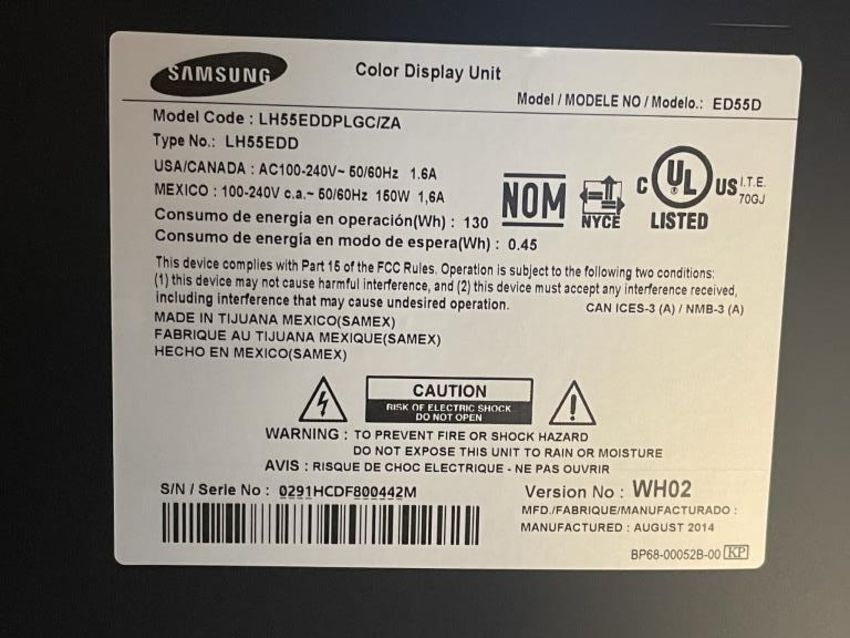 SAMSUNG
Color Display Unit
Model / MODELE NO / Modelo.: ED55D
Model Code : LH55EDDPLGC/ZA
Type No.: LH55EDD
USA/CANADA : AC100-240V~ 50/60Hz 1.6A
MEXICO : 100-240V c.a.~ 50/60Hz 150W 1,6A
Consumo de energía en operación(Wh) : 130
Consumo de energía en modo de espera(Wh) : 0.45
NOM
NYCE
C UL US
LISTED
I.T.E.
70GJ
This device complies with Part 15 of the FCC Rules. Operation is subject to the following two conditions:
(1) this device may not cause harmful interference, and (2) this device must accept any interference received,
including interference that may cause undesired operation.
CAN ICES-3 (A) / NMB-3 (A)
MADE IN TIJUANA MEXICO(SAMEX)
FABRIQUE AU TIJUANA MEXIQUE(SAMEX)
HECHO EN MEXICO(SAMEX)
CAUTION
RISK OF ELECTRIC SHOCK
DO NOT OPEN
WARNING : TO PREVENT FIRE OR SHOCK HAZARD
DO NOT EXPOSE THIS UNIT TO RAIN OR MOISTURE
AVIS : RISQUE DE CHOC ELECTRIQUE - NE PAS OUVRIR
S/N / Serie No : 0291HCDF800442M
Version No : WH02
MFD./FABRIQUE/MANUFACTURADO :
MANUFACTURED : AUGUST 2014
BP68-00052B-00 KP